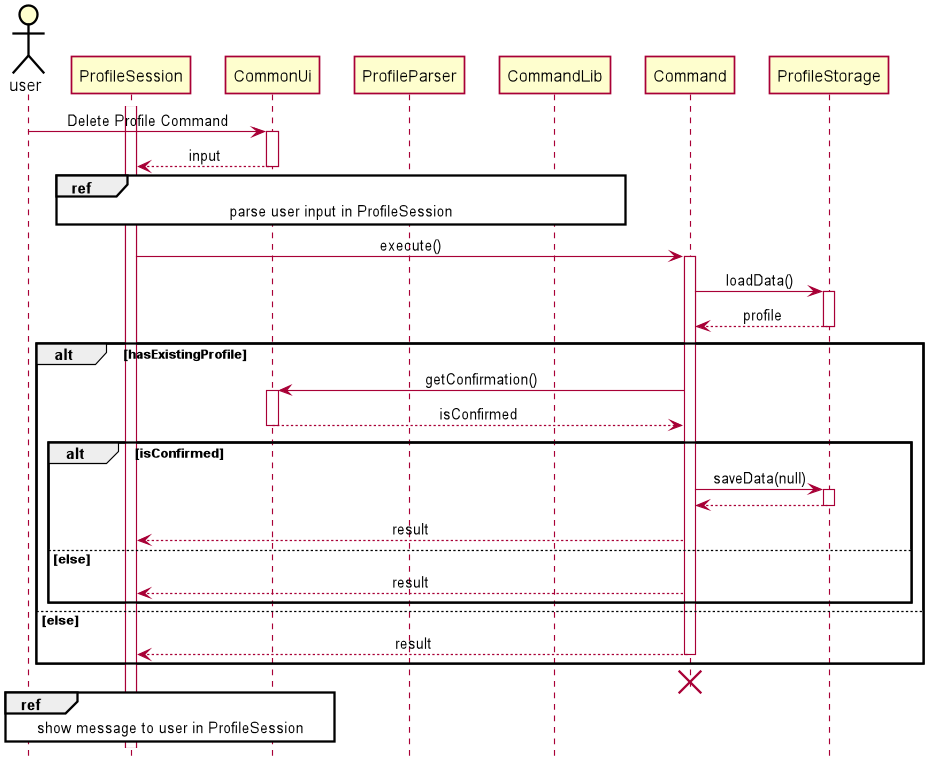 user
ProfileSession
CommonUi
ProfileParser
CommandLib
Command
ProfileStorage
Delete Profile Command
input
ref
parse user input in ProfileSession
execute()
loadData()
profile
alt [hasExistingProfile]
getConfirmation()
isConfirmed
alt [isConfirmed]
saveData(null)
result
[else]
result
[else]
result
ref
show message to user in ProfileSession